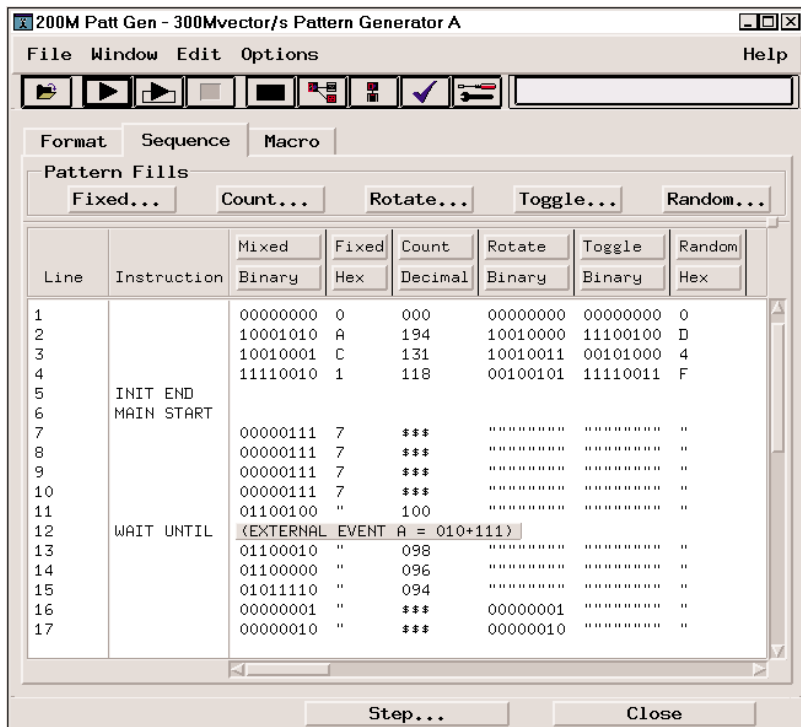 200M Patt Gen - 300Mvector/s Pattern Generator A
File Window Edit Options Help
Format Sequence Macro
Pattern Fills
Fixed... Count... Rotate... Toggle... Random...
Mixed Fixed Count Rotate Toggle Random
Line Instruction Binary Hex Decimal Binary Binary Hex
1 00000000 0 000 00000000 00000000 0
2 10001010 A 194 10010000 11100100 D
3 10010001 C 131 10010011 00101000 4
4 11110010 1 118 00100101 11110011 F
5 INIT END
6 MAIN START
7 00000111 7 $$$ """""""" """""""" "
8 00000111 7 $$$ """""""" """""""" "
9 00000111 7 $$$ """""""" """""""" "
10 00000111 7 $$$ """""""" """""""" "
11 01100100 " 100 """""""" """""""" "
12 WAIT UNTIL (EXTERNAL EVENT A = 010+111)
13 01100010 " 098 """""""" """""""" "
14 01100000 " 096 """""""" """""""" "
15 01011110 " 094 """""""" """""""" "
16 00000001 " $$$ 00000001 """""""" "
17 00000010 " $$$ 00000010 """""""" "
Step... Close